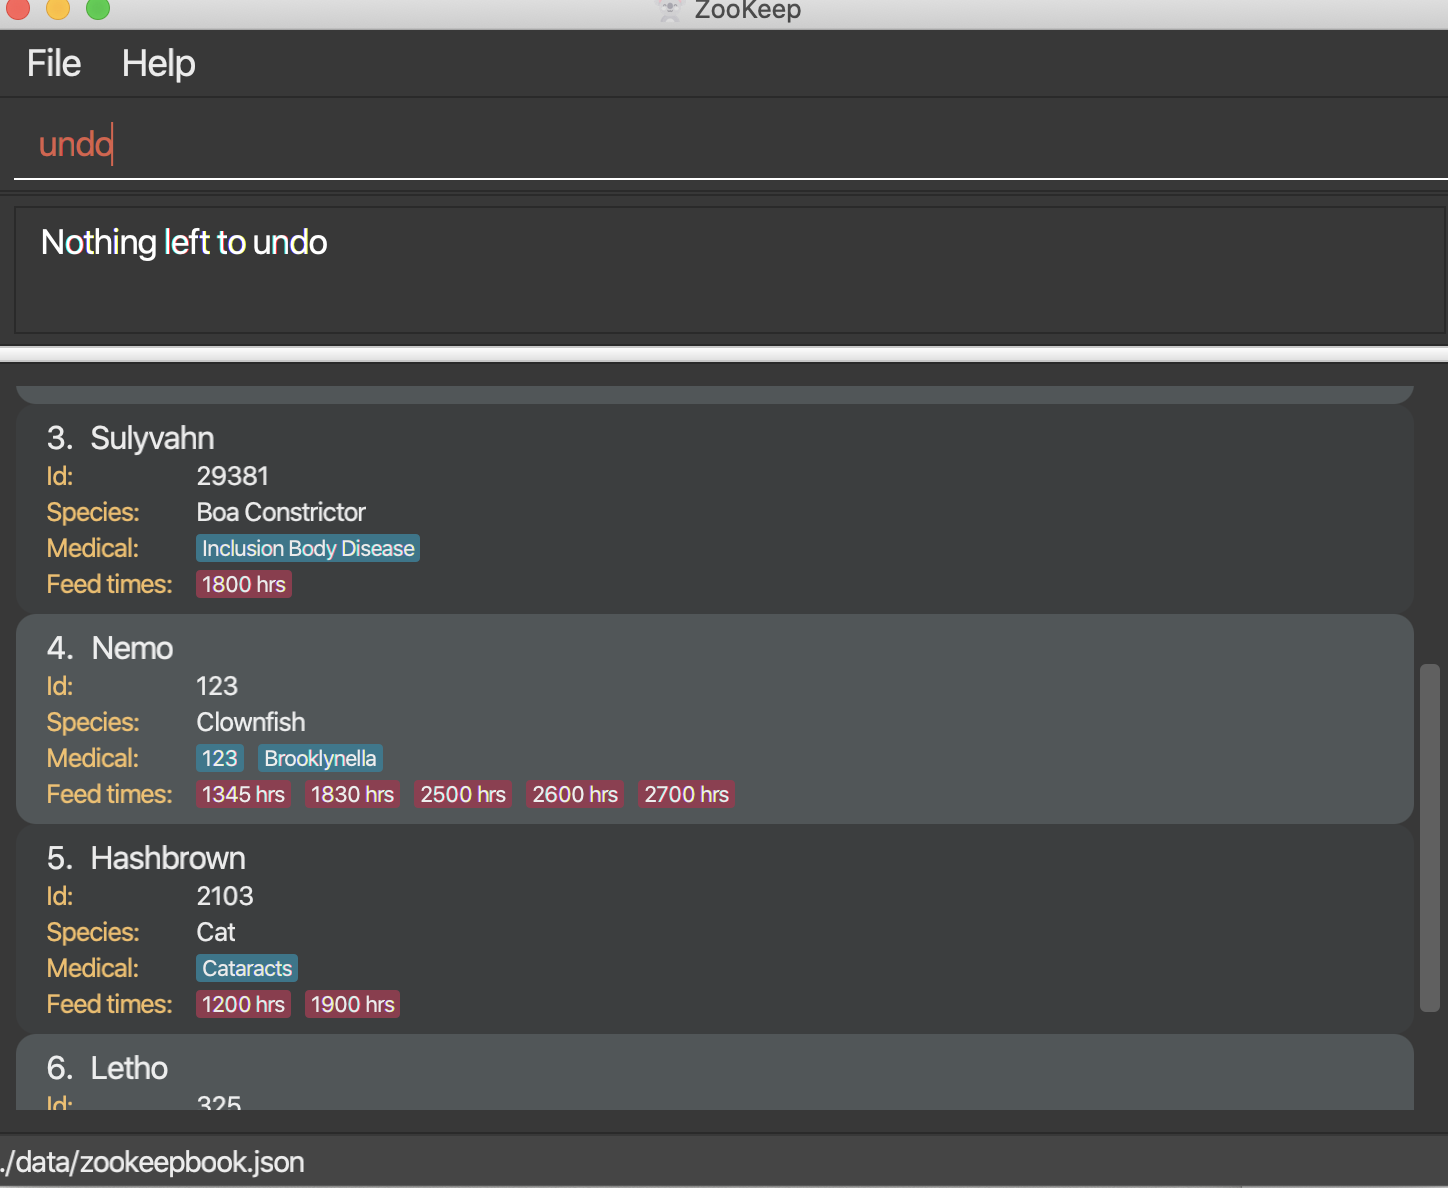 ZooKeep
File Help
undo
Nothing left to undo
3. Sulyvahn
Id: 29381
Species: Boa Constrictor
Medical: Inclusion Body Disease
Feed times: 1800 hrs
4. Nemo
Id: 123
Species: Clownfish
Medical: 123 Brooklynella
Feed times: 1345 hrs 1830 hrs 2500 hrs 2600 hrs 2700 hrs
5. Hashbrown
Id: 2103
Species: Cat
Medical: Cataracts
Feed times: 1200 hrs 1900 hrs
6. Letho
Id: 325
./data/zookeepbook.json